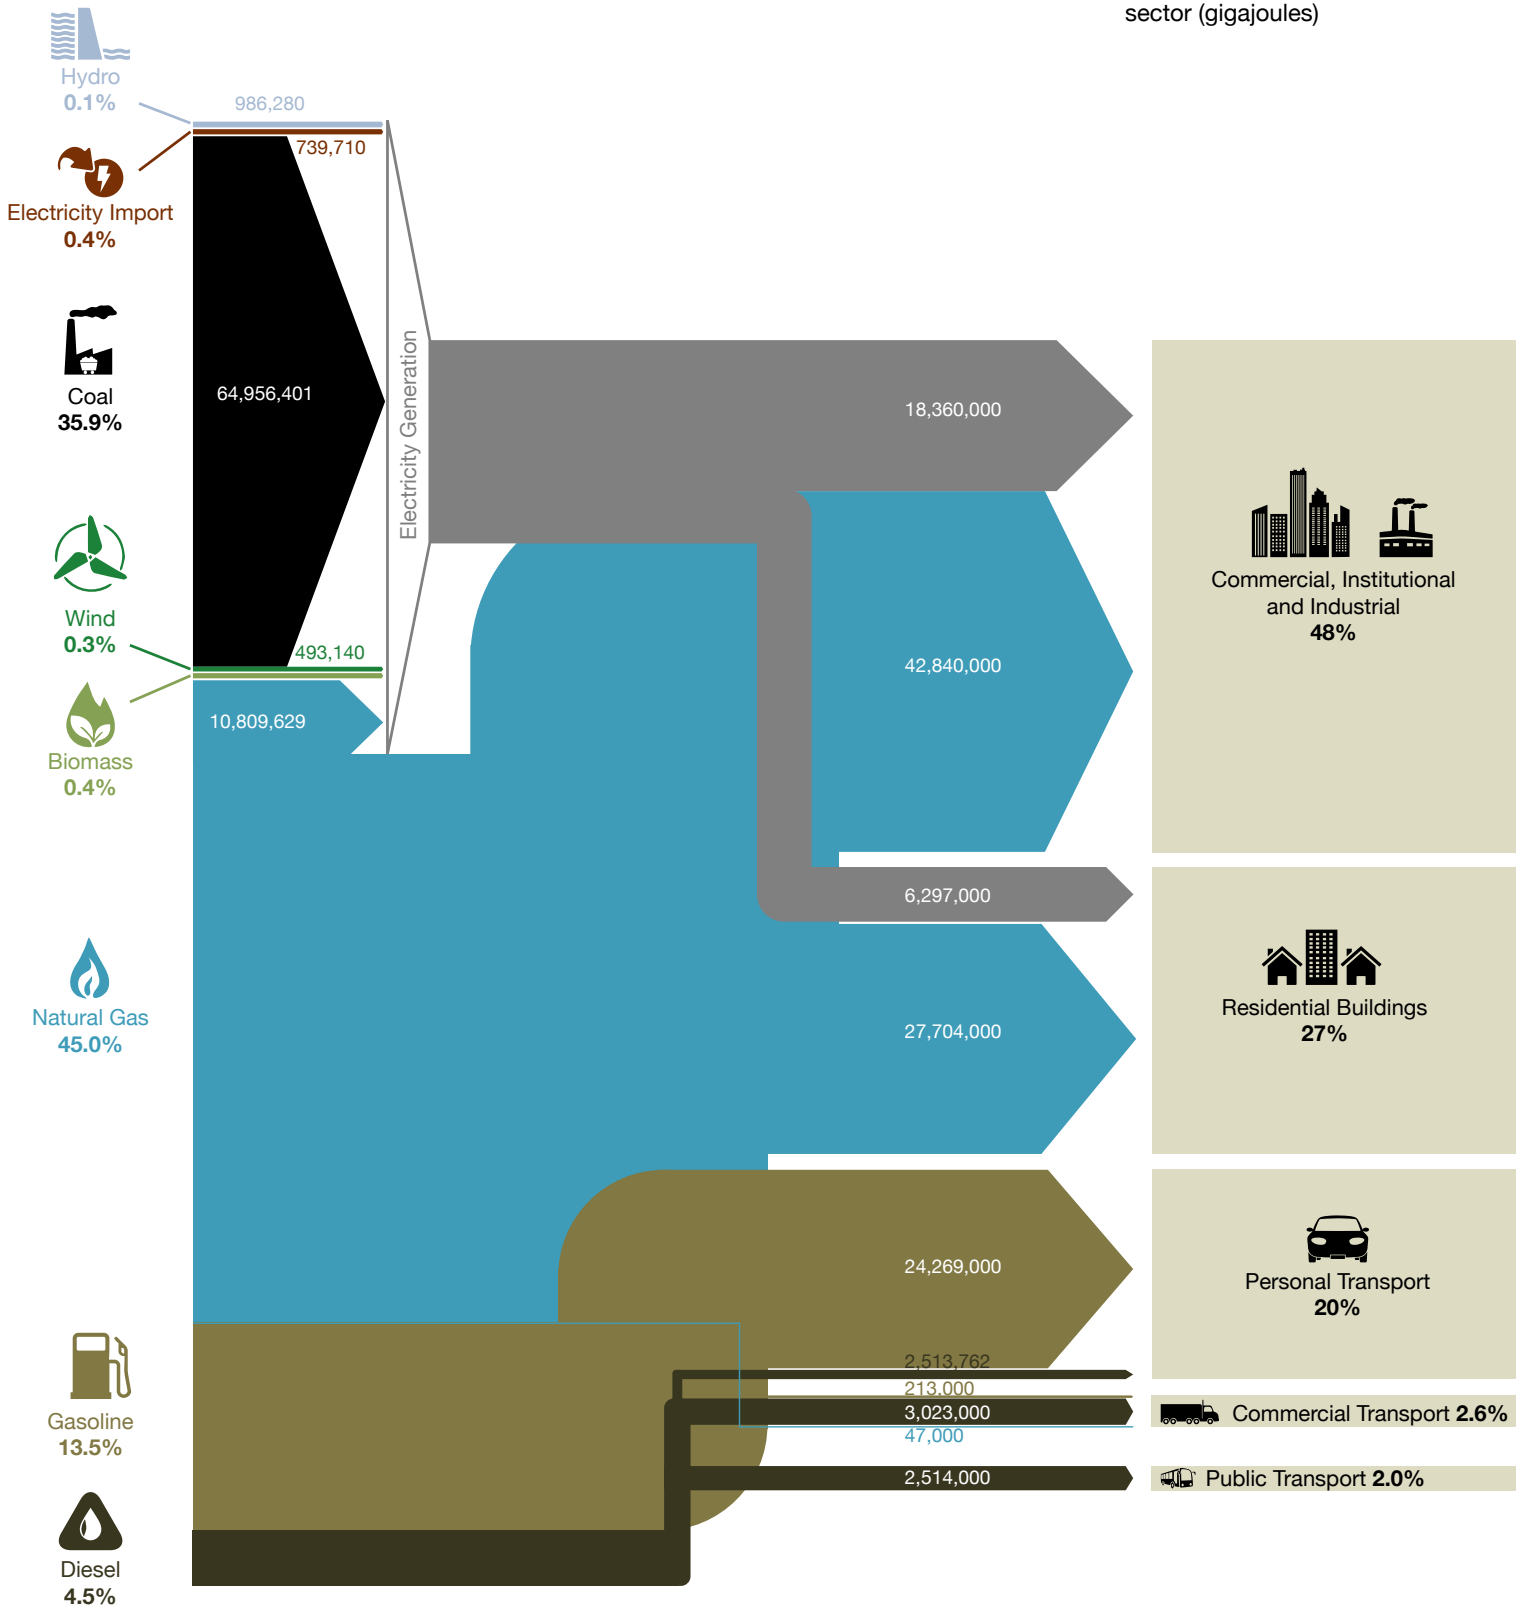 sector (gigajoules)
Hydro
0.1%
986,280
739,710
Electricity Import
0.4%
Coal
35.9%
64,956,401
Electricity Generation
18,360,000
Commercial, Institutional
and Industrial
48%
Wind
0.3%
493,140
42,840,000
10,809,629
Biomass
0.4%
6,297,000
Natural Gas
45.0%
27,704,000
Residential Buildings
27%
24,269,000
Personal Transport
20%
2,513,762
213,000
3,023,000
Commercial Transport 2.6%
47,000
Gasoline
13.5%
2,514,000
Public Transport 2.0%
Diesel
4.5%